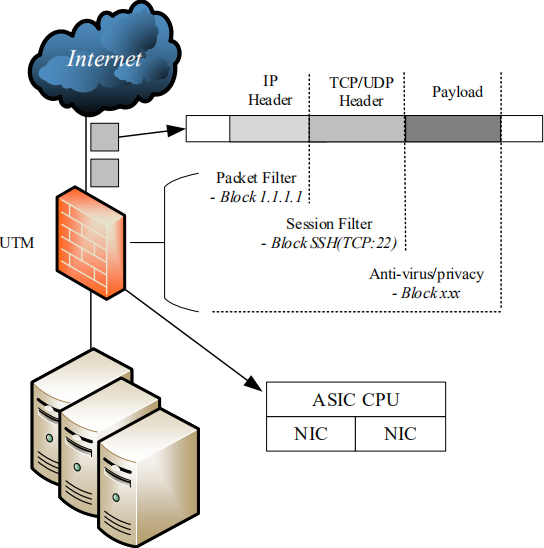 Internet
IP
Header
TCP/UDP
Header
Payload
Packet Filter
- Block 1.1.1.1
Session Filter
- Block SSH(TCP:22)
UTM
Anti-virus/privacy
- Block xxx
ASIC CPU
NIC
NIC